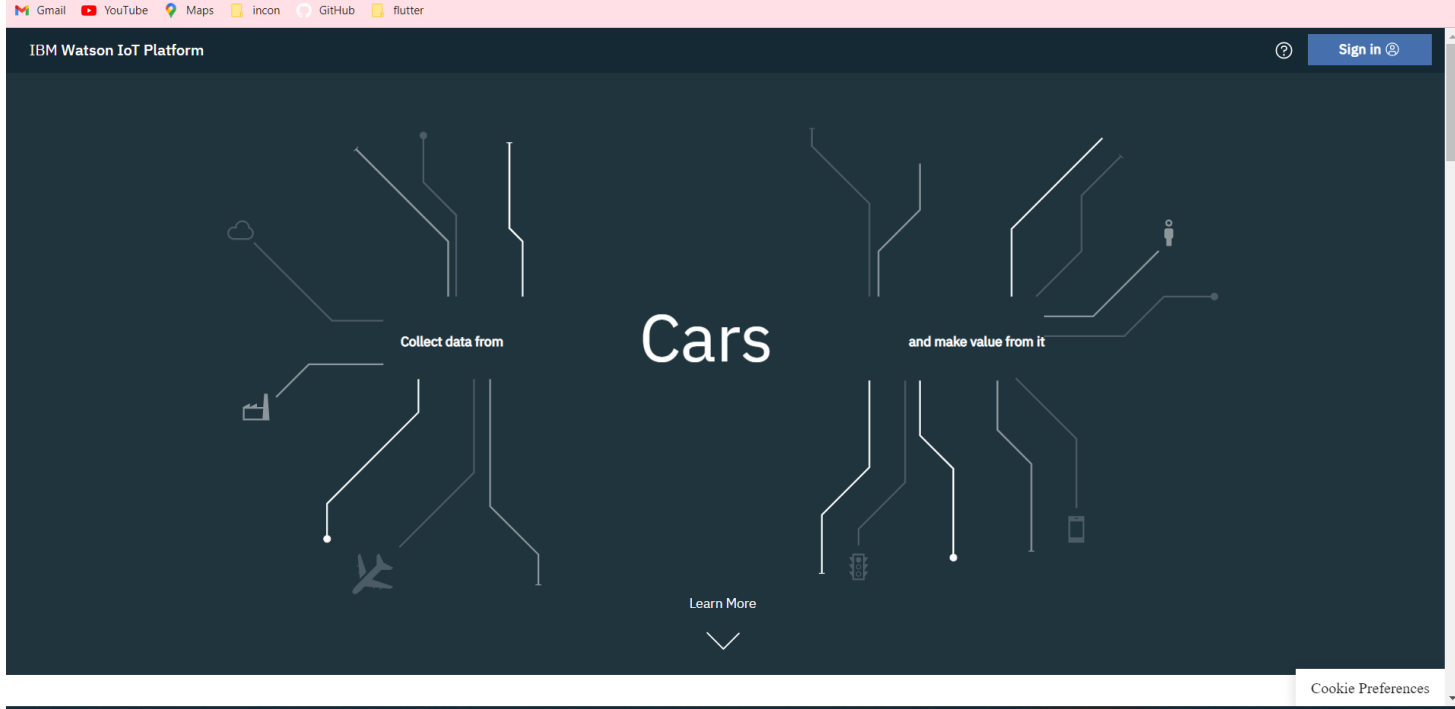 Gmail YouTube Maps incon GitHub flutter
IBM Watson IoT Platform
Sign in
Collect data from Cars and make value from it
Learn More
Cookie Preferences